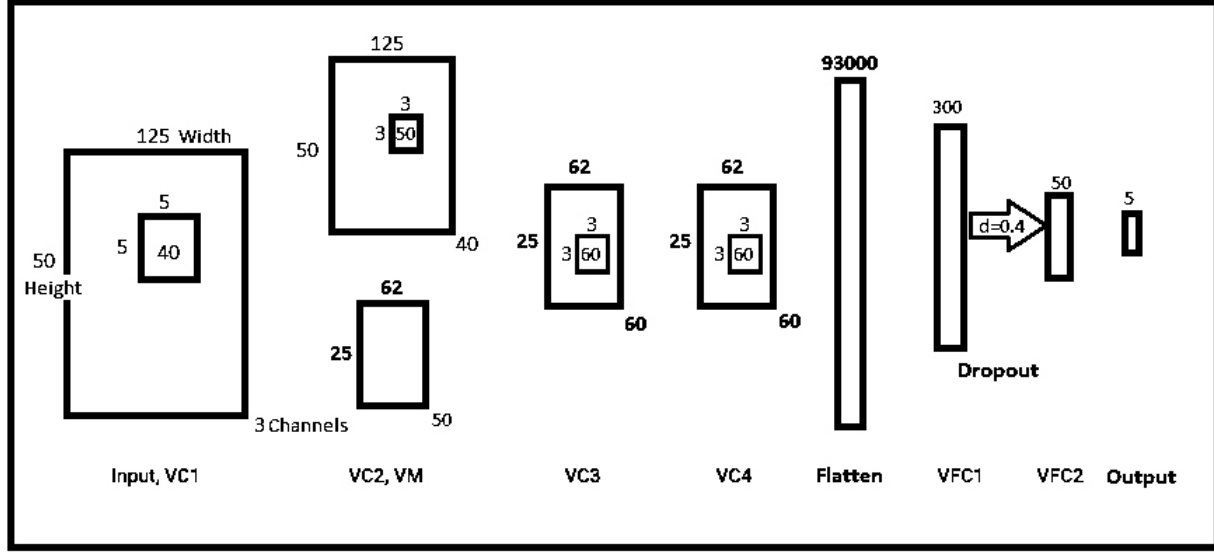 125 Width
5
5
40
50
Height
3 Channels
Input, VC1
125
50
3
3
50
40
62
25
50
VC2, VM
62
25
3
3
60
60
VC3
62
25
3
3
60
60
VC4
93000
Flatten
300
Dropout
VFC1
d=0.4
50
VFC2
5
Output